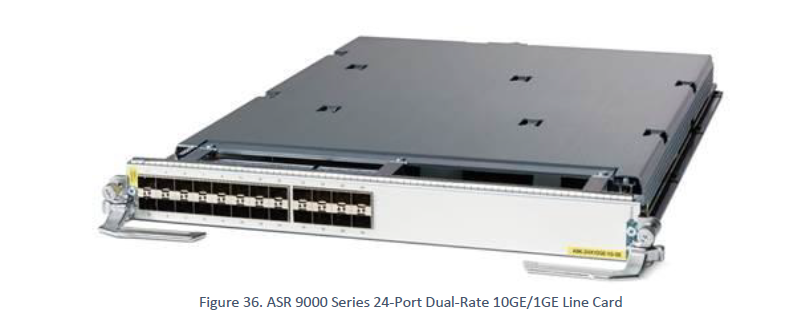 Figure 36. ASR 9000 Series 24-Port Dual-Rate 10GE/1GE Line Card